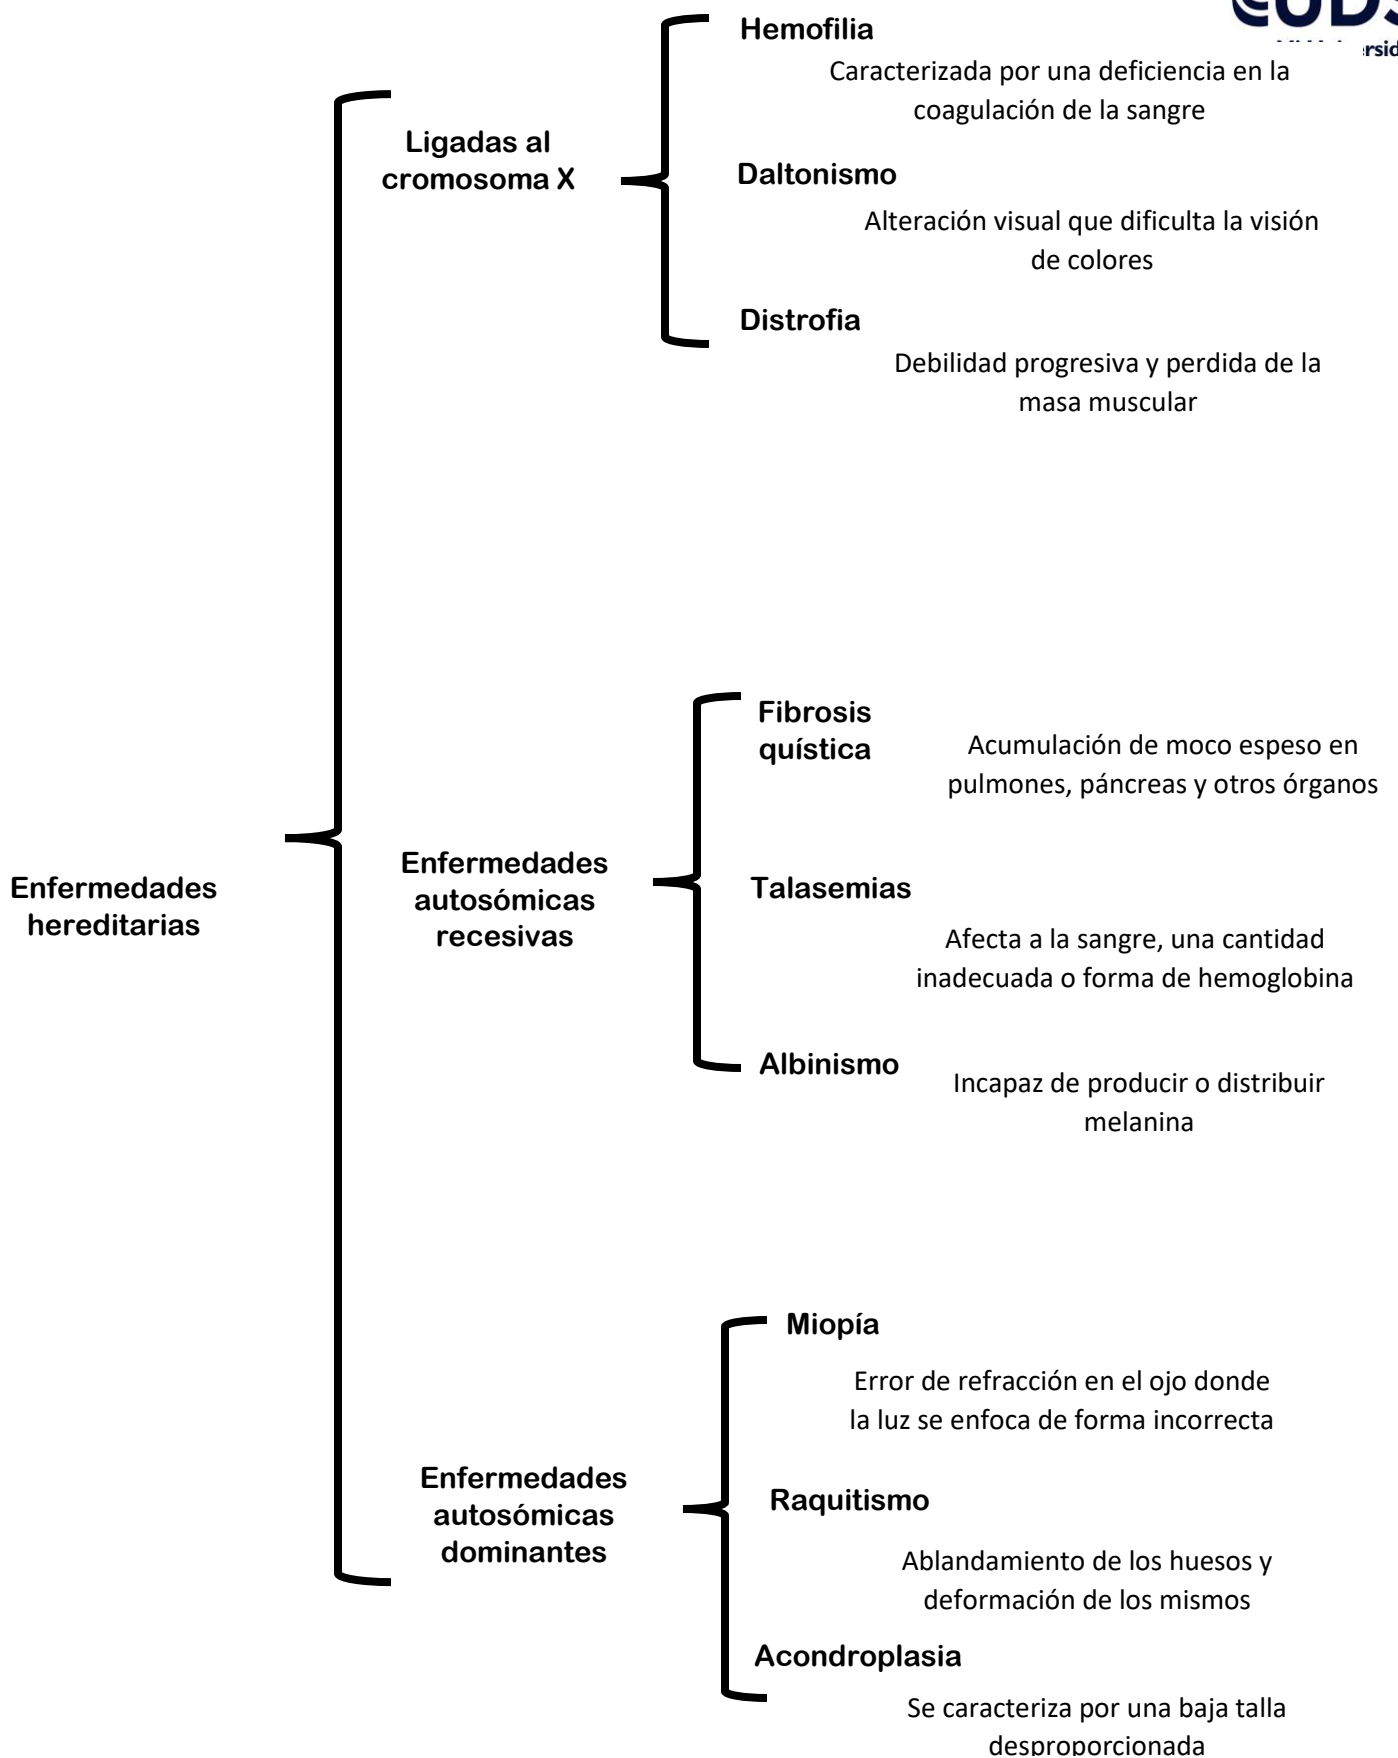 Hemofilia
Caracterizada por una deficiencia en la
coagulación de la sangre
Ligadas al
cromosoma X
Daltonismo
Alteración visual que dificulta la visión
de colores
Distrofia
Debilidad progresiva y perdida de la
masa muscular
Enfermedades
hereditarias
Fibrosis
quística
Acumulación de moco espeso en
pulmones, páncreas y otros órganos
Enfermedades
autosómicas
recesivas
Talasemias
Afecta a la sangre, una cantidad
inadecuada o forma de hemoglobina
Albinismo
Incapaz de producir o distribuir
melanina
Miopía
Error de refracción en el ojo donde
la luz se enfoca de forma incorrecta
Enfermedades
autosómicas
dominantes
Raquitismo
Ablandamiento de los huesos y
deformación de los mismos
Acondroplasia
Se caracteriza por una baja talla
desproporcionada